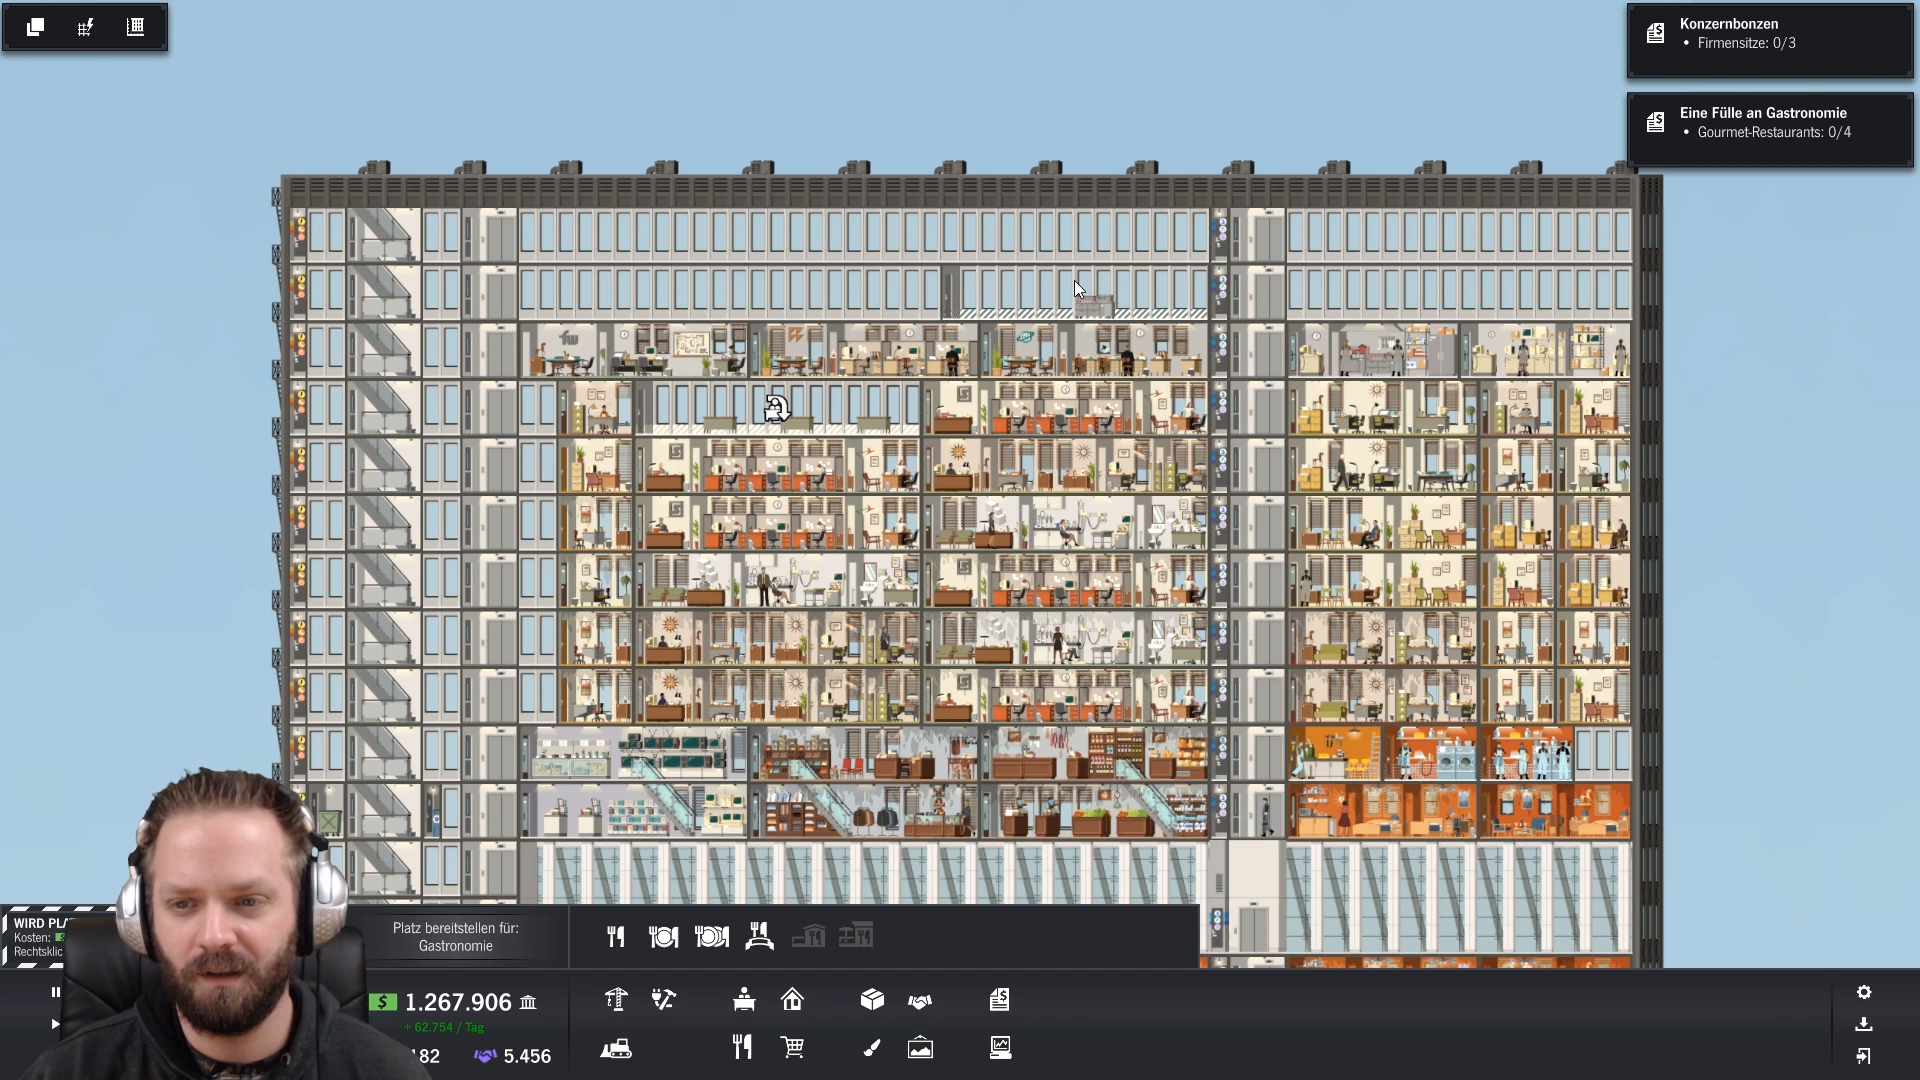 Konzernbonzen
• Firmensitze: 0/3
Eine Fülle an Gastronomie
• Gourmet-Restaurants: 0/4
WIRD
Kosten:
Platz bereitstellen für:
Gastronomie
$ 1.267.906
+ 62.754 / Tag
5.456